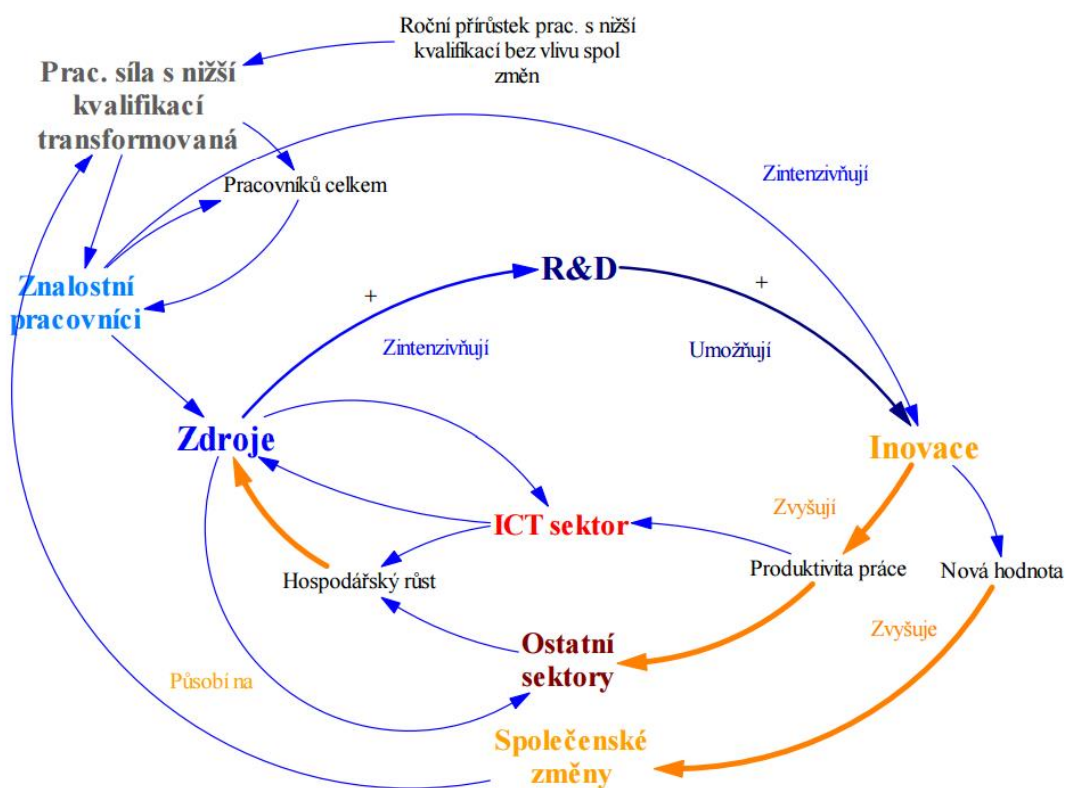 Roční přírůstek prac. s nižší
kvalifikací bez vlivu spol
změn
Prac. síla s nižší
kvalifikací
transformovaná
Zintenzivňují
Pracovníků celkem
R&D
Znalostní
pracovníci
+
+
Zintenzivňují
Umožňují
Zdroje
Inovace
Zvyšují
ICT sektor
Hospodářský růst
Produktivita práce
Nová hodnota
Zvyšuje
Ostatní
sektory
Působí na
Společenské
změny